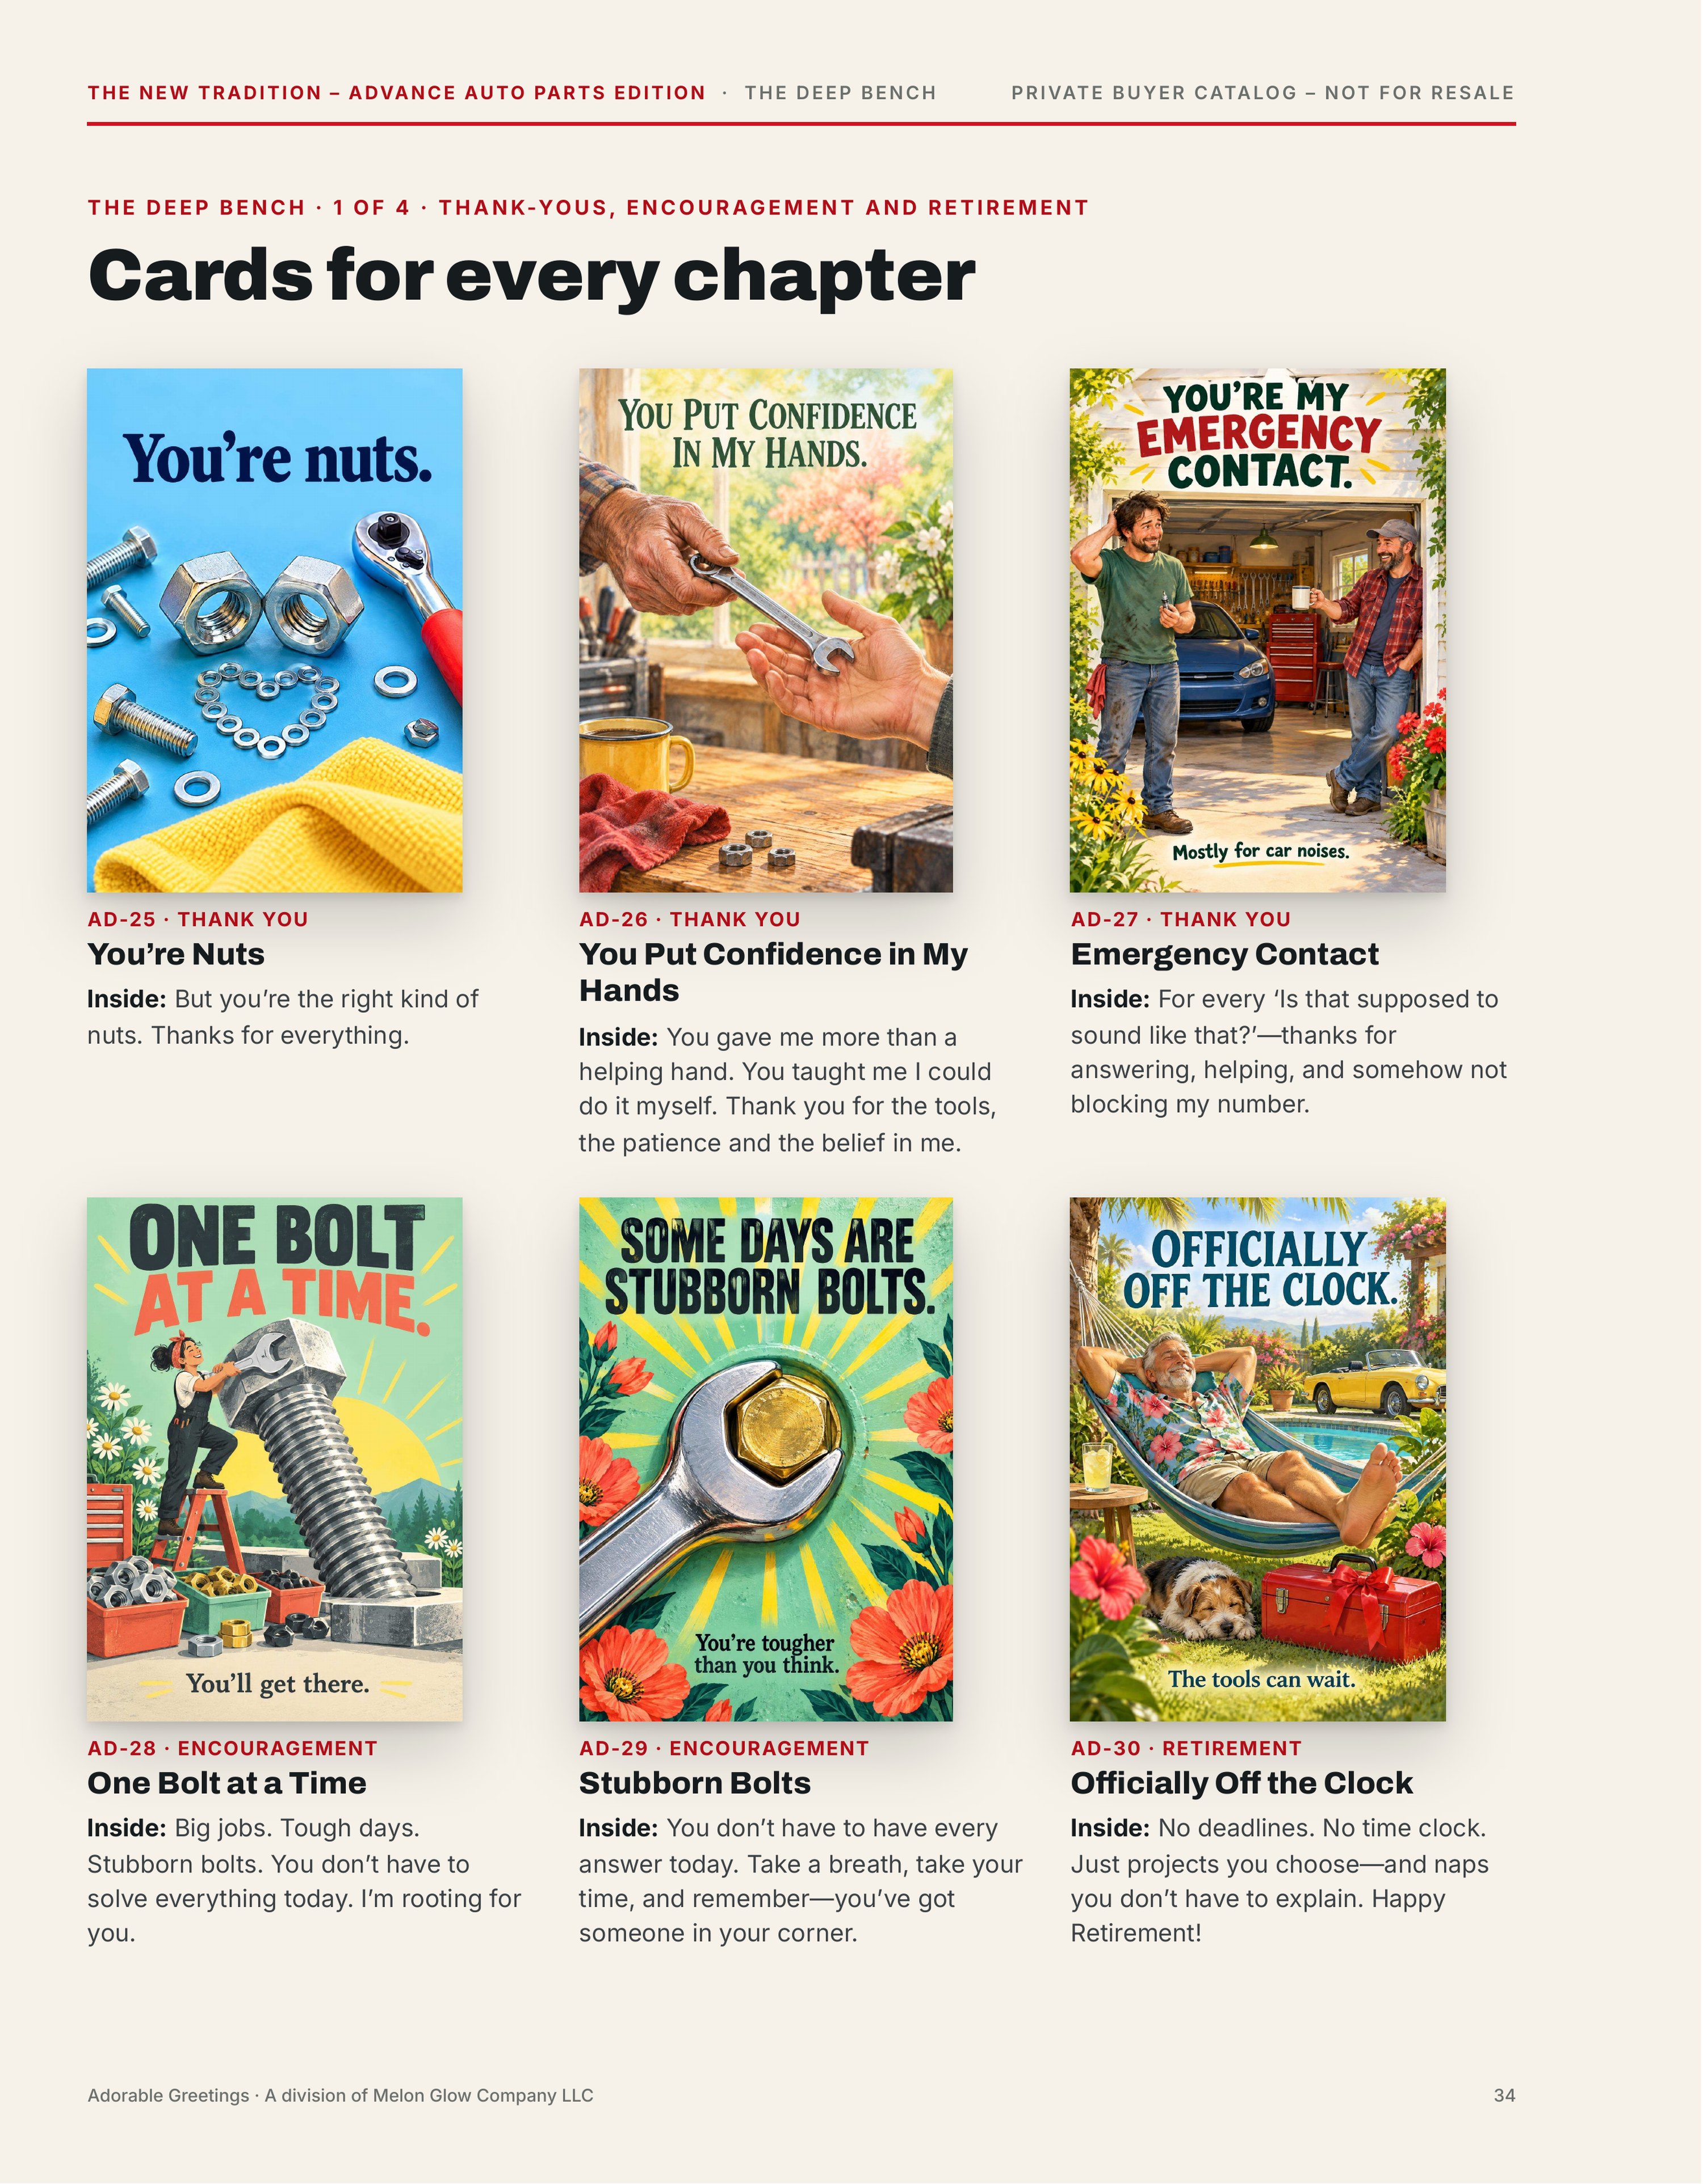 THE NEW TRADITION – ADVANCE AUTO PARTS EDITION · THE DEEP BENCH
PRIVATE BUYER CATALOG – NOT FOR RESALE
THE DEEP BENCH · 1 OF 4 · THANK-YOUS, ENCOURAGEMENT AND RETIREMENT
Cards for every chapter
You’re nuts.
AD-25 · THANK YOU
You’re Nuts
Inside: But you’re the right kind of
nuts. Thanks for everything.
YOU PUT CONFIDENCE
IN MY HANDS.
AD-26 · THANK YOU
You Put Confidence in My
Hands
Inside: You gave me more than a
helping hand. You taught me I could
do it myself. Thank you for the tools,
the patience and the belief in me.
YOU’RE MY
EMERGENCY
CONTACT.
Mostly for car noises.
AD-27 · THANK YOU
Emergency Contact
Inside: For every ‘Is that supposed to
sound like that?’—thanks for
answering, helping, and somehow not
blocking my number.
ONE BOLT
AT A TIME.
You’ll get there.
AD-28 · ENCOURAGEMENT
One Bolt at a Time
Inside: Big jobs. Tough days.
Stubborn bolts. You don’t have to
solve everything today. I’m rooting for
you.
SOME DAYS ARE
STUBBORN BOLTS.
You’re tougher
than you think.
AD-29 · ENCOURAGEMENT
Stubborn Bolts
Inside: You don’t have to have every
answer today. Take a breath, take your
time, and remember—you’ve got
someone in your corner.
OFFICIALLY
OFF THE CLOCK.
The tools can wait.
AD-30 · RETIREMENT
Officially Off the Clock
Inside: No deadlines. No time clock.
Just projects you choose—and naps
you don’t have to explain. Happy
Retirement!
Adorable Greetings · A division of Melon Glow Company LLC
34